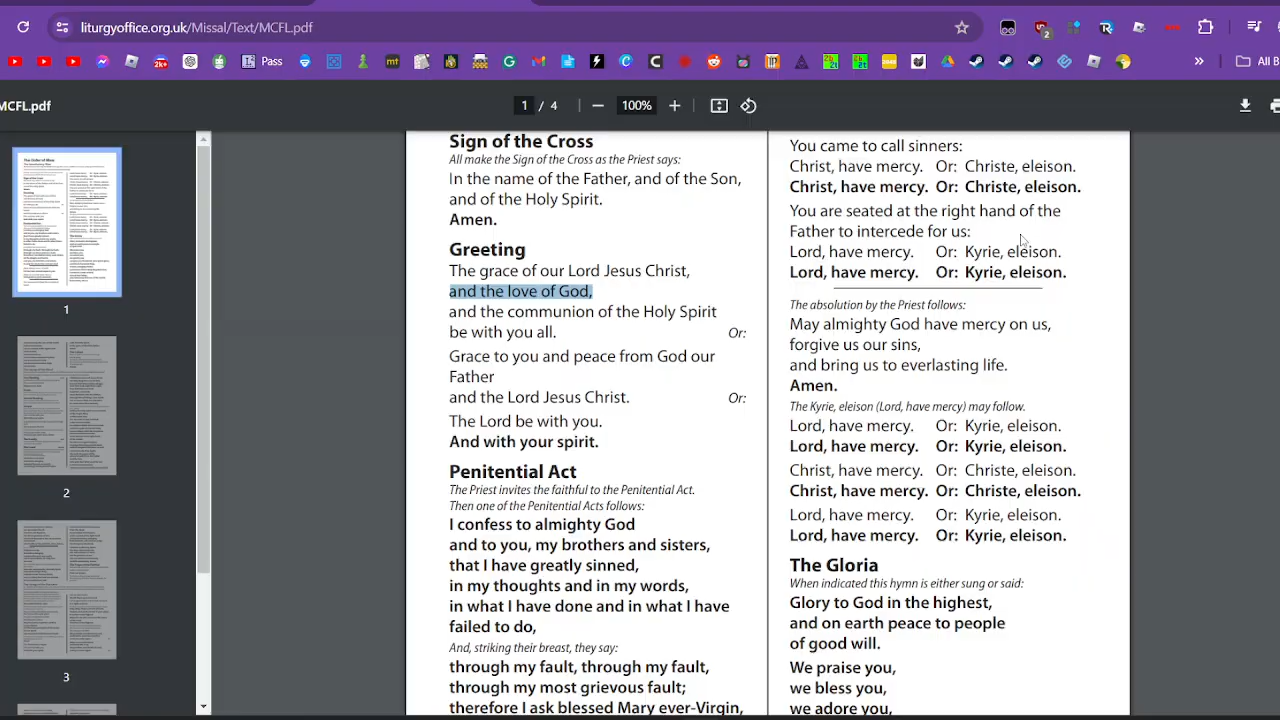 liturgyoffice.org.uk/Missal/Text/MCFL.pdf
2
2k+
Pass
mt
All B
MCFL.pdf
1 / 4
100%
1
2
3
Sign of the Cross
I make the sign of the Cross as the Priest says:
In the name of the Father, and of the Son,
and of the Holy Spirit.
Amen.
Greeting
The grace of our Lord Jesus Christ,
and the love of God,
and the communion of the Holy Spirit
be with you all. Or:
Grace to you and peace from God our
Father
and the Lord Jesus Christ. Or:
The Lord be with you.
And with your spirit.
Penitential Act
The Priest invites the faithful to the Penitential Act.
Then one of the Penitential Acts follows:
I confess to almighty God
and to you, my brothers and sisters,
that I have greatly sinned,
in my thoughts and in my words,
in what I have done and in what I have
failed to do,
And, striking their breast, they say:
through my fault, through my fault,
through my most grievous fault;
therefore I ask blessed Mary ever-Virgin,
You came to call sinners:
Christ, have mercy. Or: Christe, eleison.
Christ, have mercy. Or: Christe, eleison.
You are seated at the right hand of the
Father to intercede for us:
Lord, have mercy. Or: Kyrie, eleison.
Lord, have mercy. Or: Kyrie, eleison.
The absolution by the Priest follows:
May almighty God have mercy on us,
forgive us our sins,
and bring us to everlasting life.
Amen.
The Kyrie, eleison (Lord, have mercy) may follow.
Lord, have mercy. Or: Kyrie, eleison.
Lord, have mercy. Or: Kyrie, eleison.
Christ, have mercy. Or: Christe, eleison.
Christ, have mercy. Or: Christe, eleison.
Lord, have mercy. Or: Kyrie, eleison.
Lord, have mercy. Or: Kyrie, eleison.
The Gloria
When indicated this hymn is either sung or said:
Glory to God in the highest,
and on earth peace to people
of good will.
We praise you,
we bless you,
we adore you,